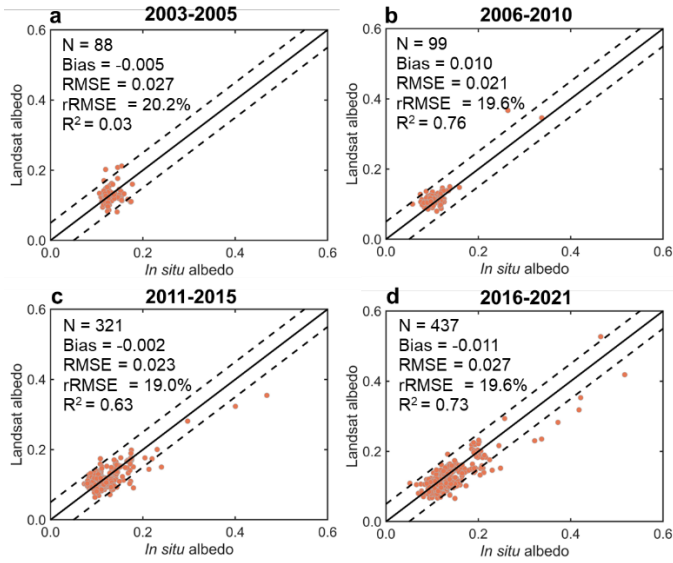 a 2003-2005
N = 88
Bias = -0.005
RMSE = 0.027
rRMSE = 20.2%
R² = 0.03
0.6
0.4
0.2
0.0
Landsat albedo
0.0 0.2 0.4 0.6
In situ albedo
b 2006-2010
N = 99
Bias = 0.010
RMSE = 0.021
rRMSE = 19.6%
R² = 0.76
0.6
0.4
0.2
0.0
Landsat albedo
0.0 0.2 0.4 0.6
In situ albedo
c 2011-2015
N = 321
Bias = -0.002
RMSE = 0.023
rRMSE = 19.0%
R² = 0.63
0.6
0.4
0.2
0.0
Landsat albedo
0.0 0.2 0.4 0.6
In situ albedo
d 2016-2021
N = 437
Bias = -0.011
RMSE = 0.027
rRMSE = 19.6%
R² = 0.73
0.6
0.4
0.2
0.0
Landsat albedo
0.0 0.2 0.4 0.6
In situ albedo